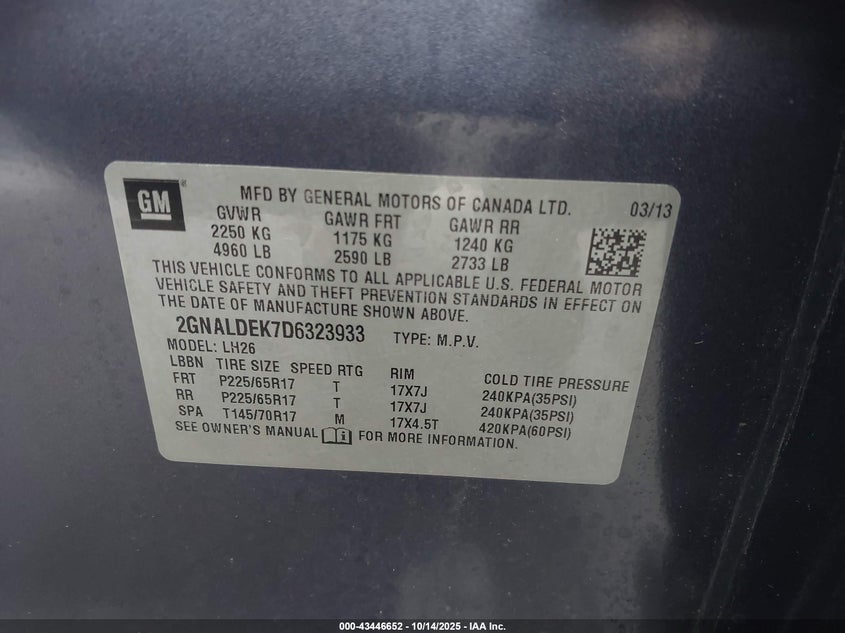 GM
MFD BY GENERAL MOTORS OF CANADA LTD. 03/13
GVWR GAWR FRT GAWR RR
2250 KG 1175 KG 1240 KG
4960 LB 2590 LB 2733 LB
THIS VEHICLE CONFORMS TO ALL APPLICABLE U.S. FEDERAL MOTOR
VEHICLE SAFETY AND THEFT PREVENTION STANDARDS IN EFFECT ON
THE DATE OF MANUFACTURE SHOWN ABOVE.
2GNALDEK7D6323933 TYPE: M.P.V.
MODEL: LH26
LBBN TIRE SIZE SPEED RTG RIM COLD TIRE PRESSURE
FRT P225/65R17 T 17X7J 240KPA(35PSI)
RR P225/65R17 T 17X7J 240KPA(35PSI)
SPA T145/70R17 M 17X4.5T 420KPA(60PSI)
SEE OWNER'S MANUAL FOR MORE INFORMATION.
000-43446652 - 10/14/2025 - IAA Inc.